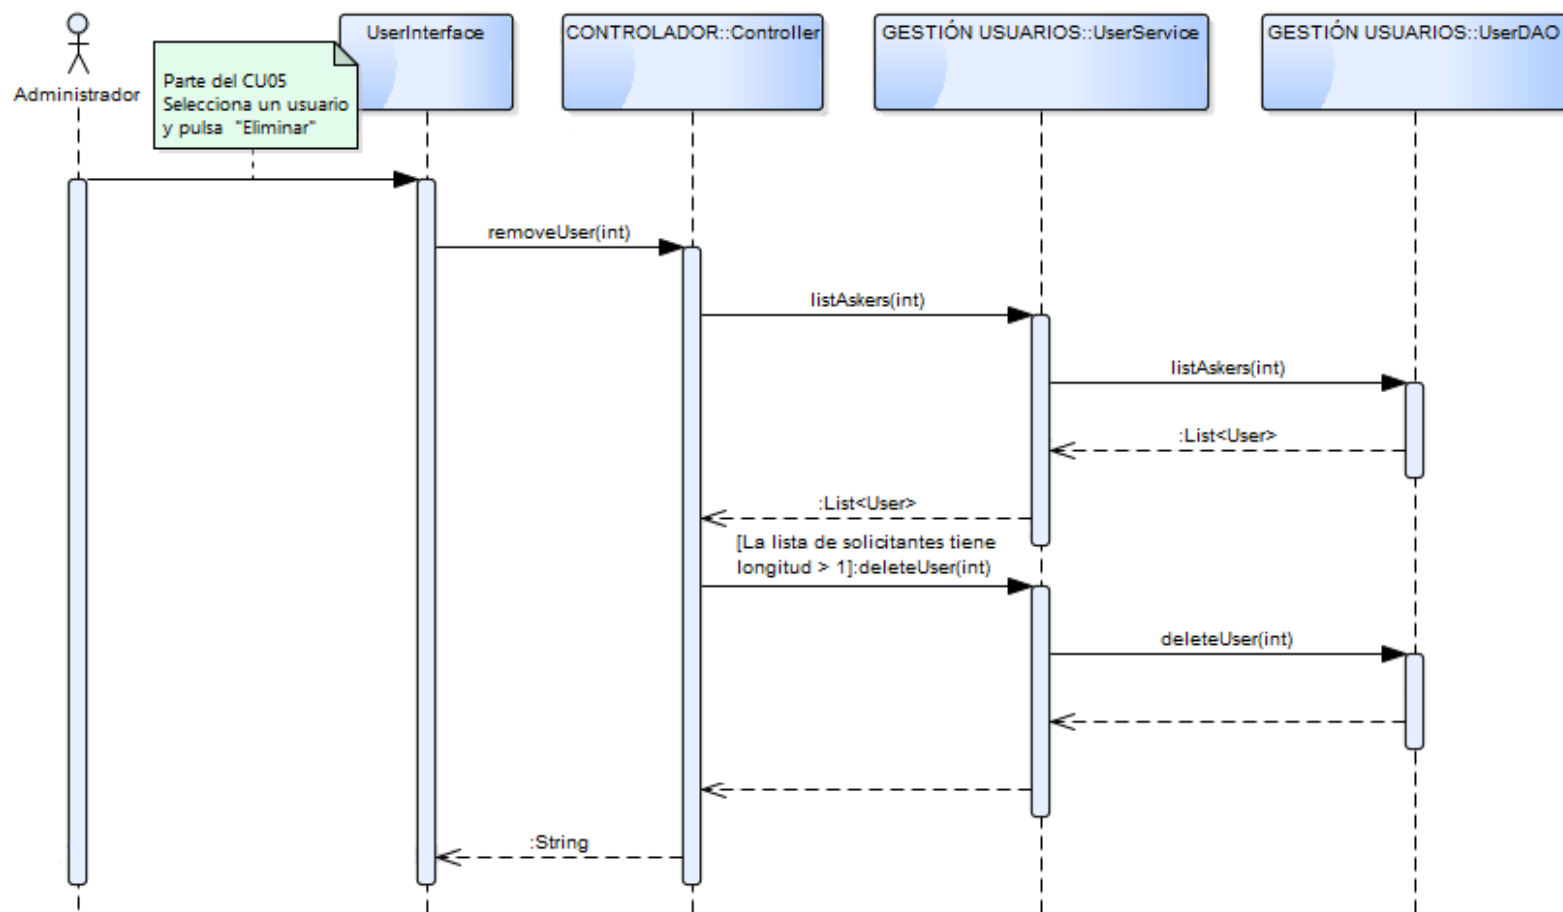 UserInterface
CONTROLADOR::Controller
GESTIÓN USUARIOS::UserService
GESTIÓN USUARIOS::UserDAO
Administrador
Parte del CU05
Selecciona un usuario
y pulsa "Eliminar"
removeUser(int)
listAskers(int)
listAskers(int)
:List<User>
:List<User>
[La lista de solicitantes tiene
longitud > 1]:deleteUser(int)
deleteUser(int)
:String